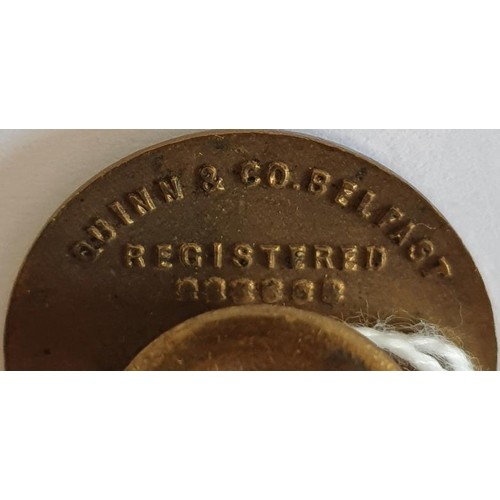 QUINN & CO. BELFAST
REGISTERED